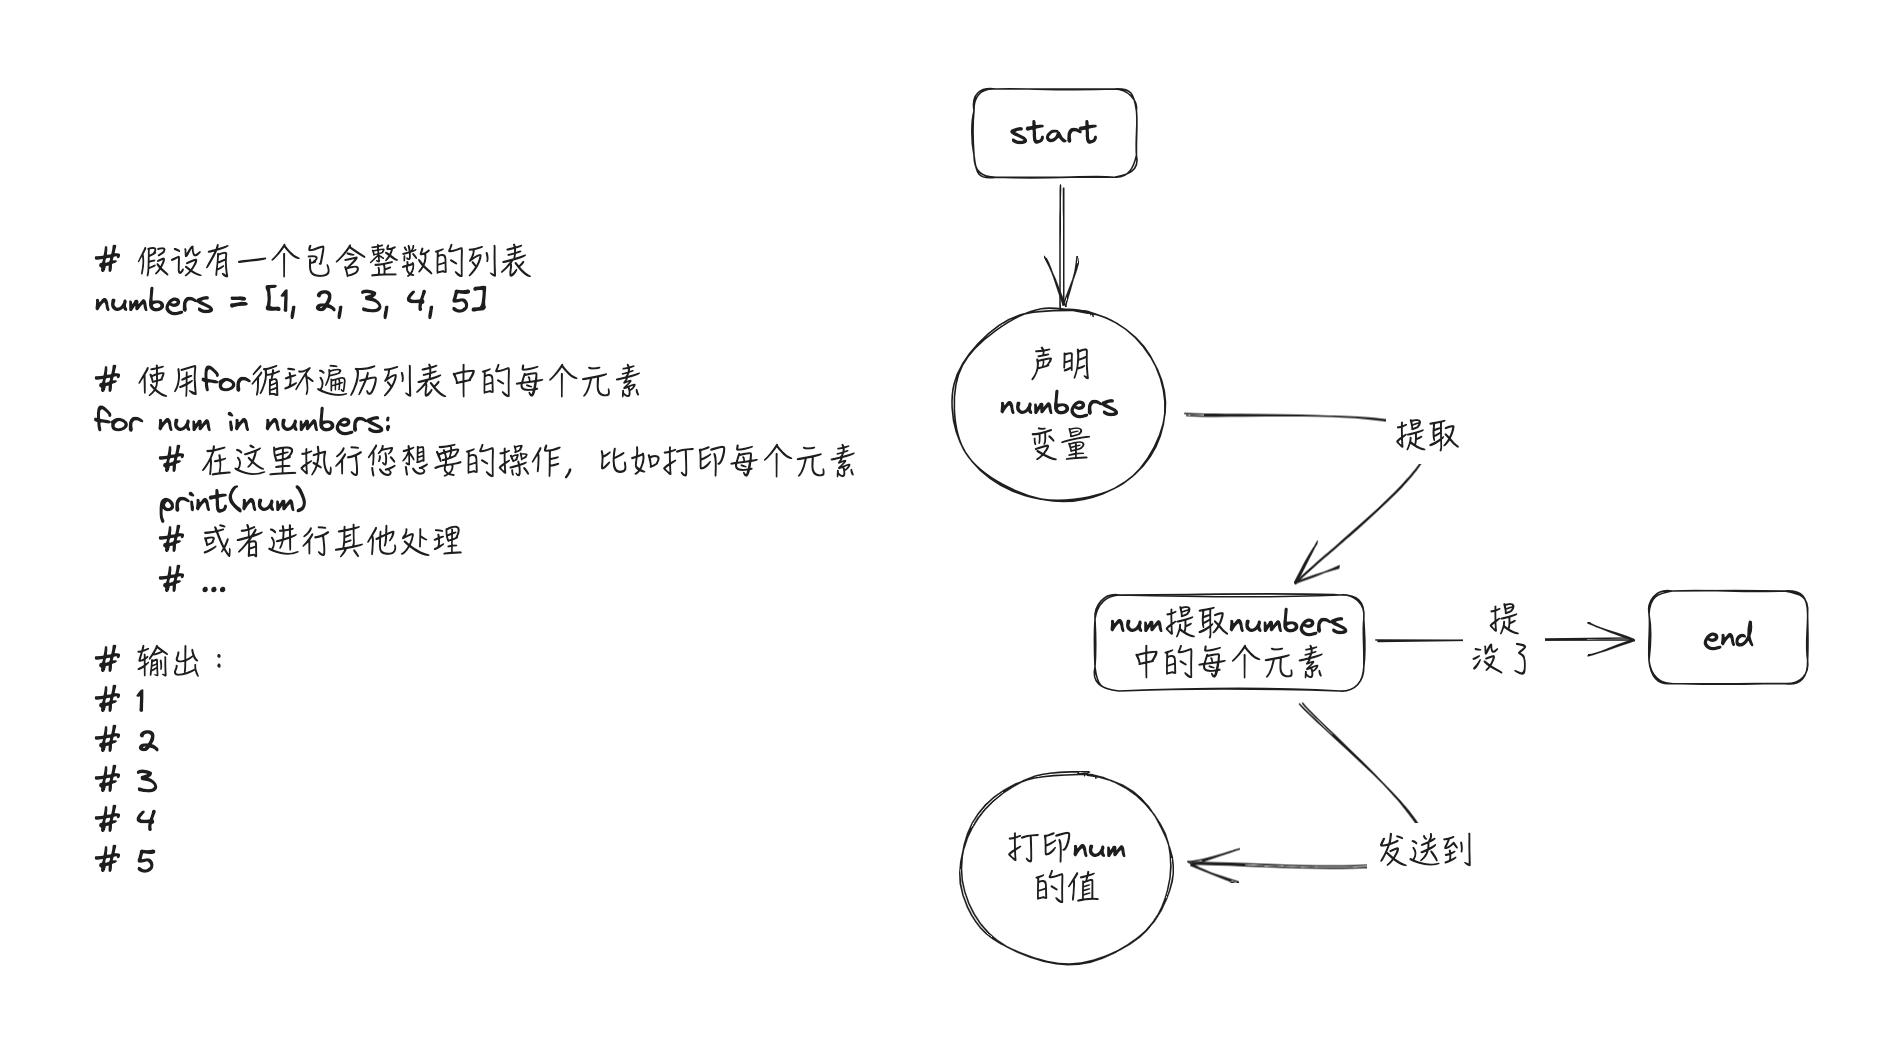 # 假设有一个包含整数的列表
numbers = [1, 2, 3, 4, 5]
# 使用for循环遍历列表中的每个元素
for num in numbers:
# 在这里执行您想要的操作，比如打印每个元素
print(num)
# 或者进行其他处理
# ...
# 输出：
# 1
# 2
# 3
# 4
# 5
start
声明
numbers
变量
提取
num提取numbers
中的每个元素
提
没了
end
发送到
打印num
的值